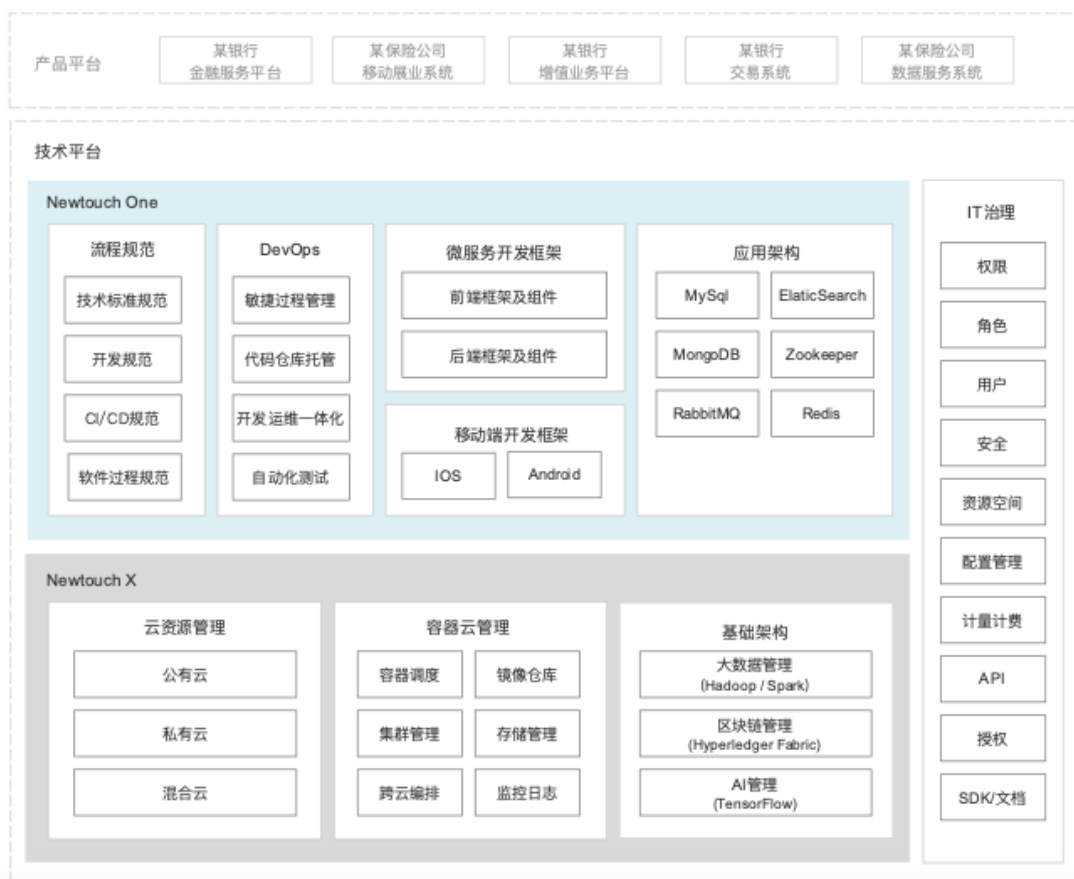 产品平台
某银行
金融服务平台
某保险公司
移动展业系统
某银行
增值业务平台
某银行
交易系统
某保险公司
数据服务系统
技术平台
Newtouch One
流程规范
技术标准规范
开发规范
CI/CD规范
软件过程规范
DevOps
敏捷过程管理
代码仓库托管
开发运维一体化
自动化测试
微服务开发框架
前端框架及组件
后端框架及组件
移动端开发框架
IOS
Android
应用架构
MySql
ElaticSearch
MongoDB
Zookeeper
RabbitMQ
Redis
Newtouch X
云资源管理
公有云
私有云
混合云
容器云管理
容器调度
镜像仓库
集群管理
存储管理
跨云编排
监控日志
基础架构
大数据管理
(Hadoop / Spark)
区块链管理
(Hyperledger Fabric)
AI管理
(TensorFlow)
IT治理
权限
角色
用户
安全
资源空间
配置管理
计量计费
API
授权
SDK/文档